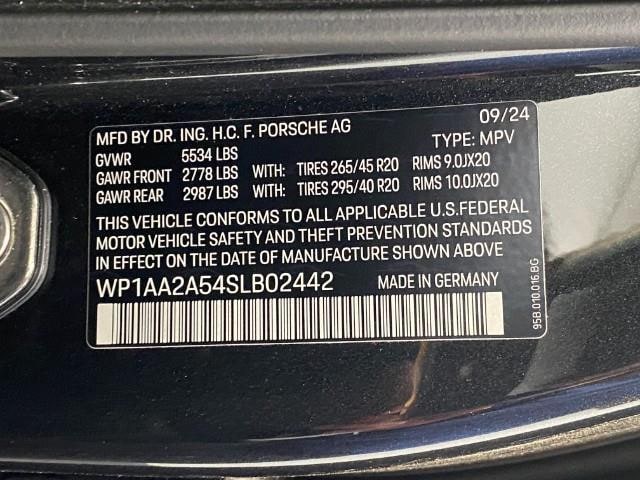 09/24
MFD BY DR. ING. H.C. F. PORSCHE AG TYPE: MPV
GVWR 5534 LBS
GAWR FRONT 2778 LBS WITH: TIRES 265/45 R20 RIMS 9.0JX20
GAWR REAR 2987 LBS WITH: TIRES 295/40 R20 RIMS 10.0JX20
THIS VEHICLE CONFORMS TO ALL APPLICABLE U.S.FEDERAL
MOTOR VEHICLE SAFETY AND THEFT PREVENTION STANDARDS
IN EFFECT ON THE DATE OF MANUFACTURE SHOWN ABOVE
WP1AA2A54SLB02442
95B.010.016.BG